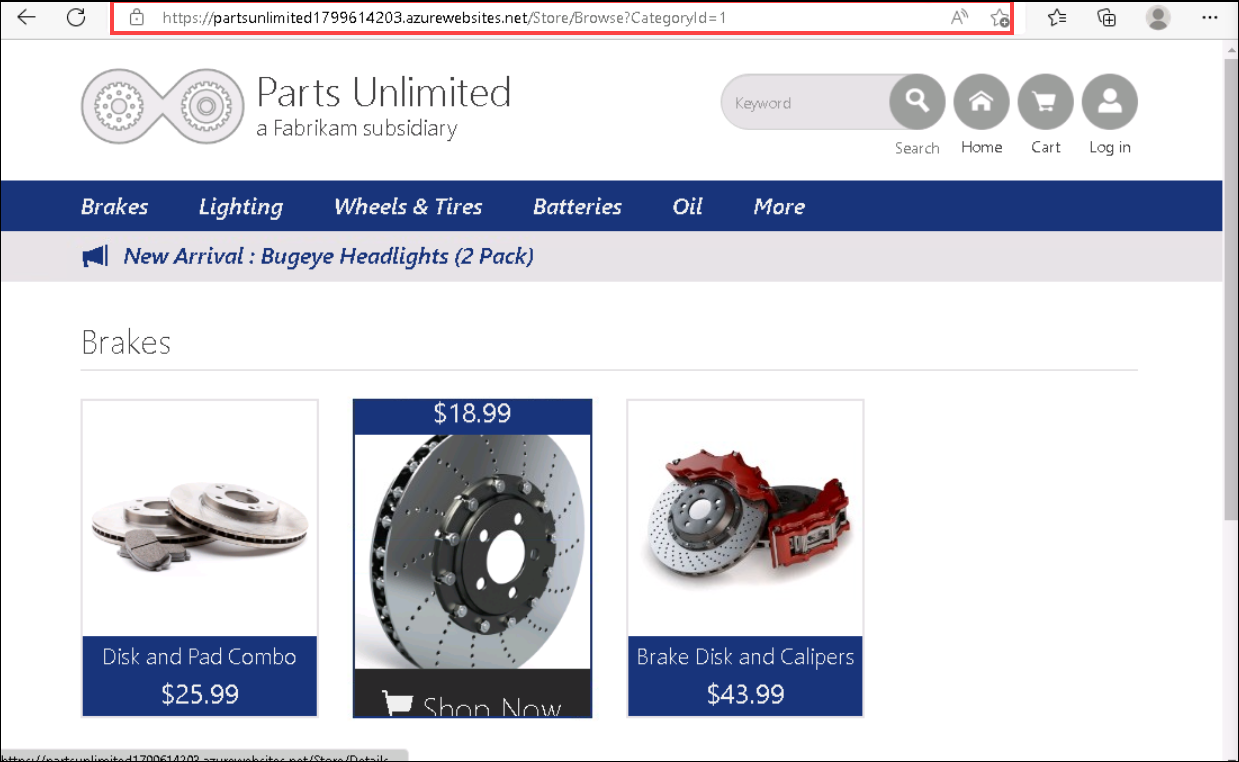 https://partsunlimited1799614203.azurewebsites.net/Store/Browse?CategoryId=1
Parts Unlimited
a Fabrikam subsidiary
Keyword
Search
Home
Cart
Log in
Brakes Lighting Wheels & Tires Batteries Oil More
New Arrival : Bugeye Headlights (2 Pack)
Brakes
$18.99
Shop Now
Disk and Pad Combo
$25.99
Brake Disk and Calipers
$43.99
https://partsunlimited1799614203.azurewebsites.net/Store/Details